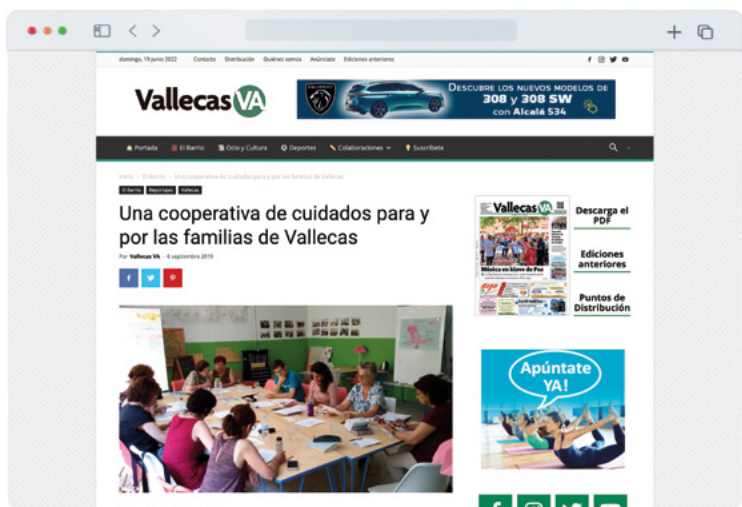 domingo, 19 junio 2022 Contacto Distribución Quiénes somos Anúnciate Ediciones anteriores
Vallecas VA
DESCUBRE LOS NUEVOS MODELOS DE
308 y 308 SW
con Alcalá 534
Portada El Barrio Ocio y Cultura Deportes Colaboraciones Suscríbete
Inicio El Barrio Una cooperativa de cuidados para y por las familias de Vallecas
El Barrio Reportajes Vallecas
Una cooperativa de cuidados para y
por las familias de Vallecas
Por Vallecas VA - 6 septiembre 2019
Vallecas VA
Música en clave de Paz
Descarga el
PDF
Ediciones
anteriores
Puntos de
Distribución
Apúntate
YA!